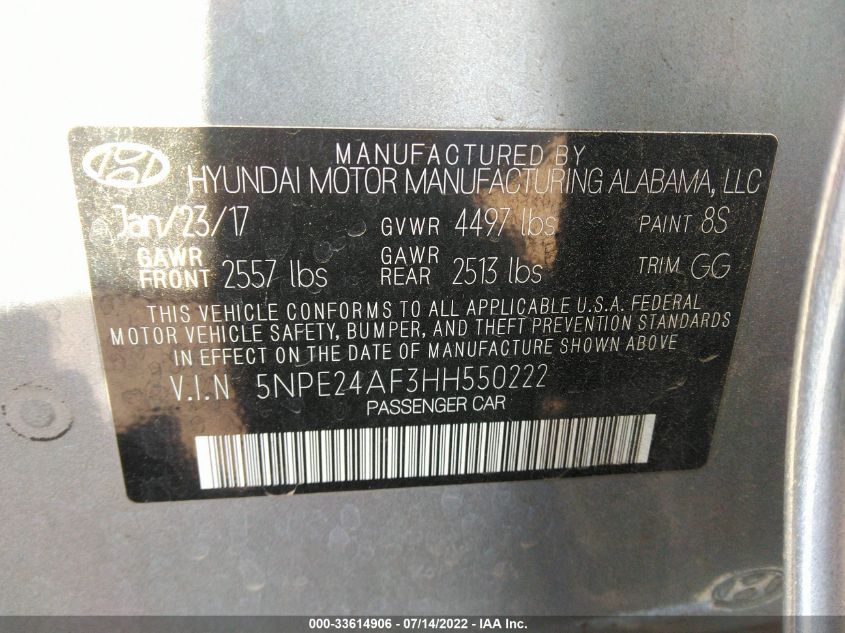 MANUFACTURED BY
HYUNDAI MOTOR MANUFACTURING ALABAMA, LLC
Jan/23/17 GVWR 4497 lbs PAINT 8S
GAWR FRONT 2557 lbs GAWR REAR 2513 lbs TRIM GG
THIS VEHICLE CONFORMS TO ALL APPLICABLE U.S.A. FEDERAL
MOTOR VEHICLE SAFETY, BUMPER, AND THEFT PREVENTION STANDARDS
IN EFFECT ON THE DATE OF MANUFACTURE SHOWN ABOVE
V.I.N 5NPE24AF3HH550222
PASSENGER CAR
000-33614906 - 07/14/2022 - IAA Inc.